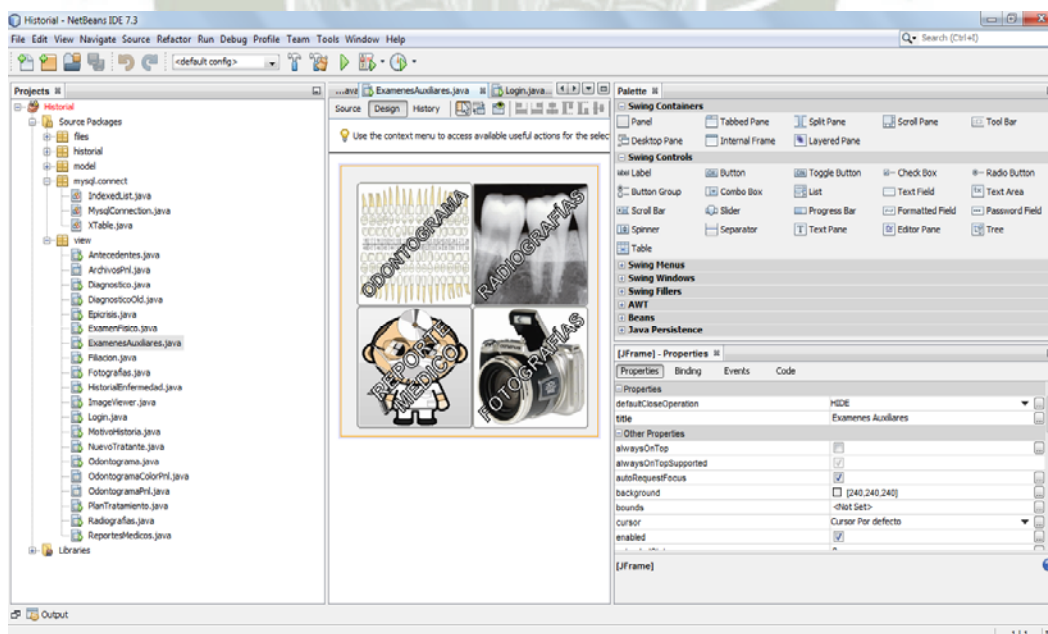 Historial - NetBeans IDE 7.3
File Edit View Navigate Source Refactor Run Debug Profile Team Tools Window Help
Search (Ctrl+I)
<default config>
Projects
Historial
Source Packages
files
historial
model
mysql.connect
IndexedList.java
MysqlConnection.java
XTable.java
view
Antecedentes.java
ArchivosPnl.java
Diagnostico.java
DiagnosticoOld.java
Epicrisis.java
ExamenFisico.java
ExamenesAuxiliares.java
Filiacion.java
Fotografias.java
HistorialEnfermedad.java
ImageViewer.java
Login.java
MotivoHistoria.java
NuevoTratante.java
Odontograma.java
OdontogramaColorPnl.java
OdontogramaPnl.java
PlanTratamiento.java
Radiografias.java
ReportesMedicos.java
Libraries
...ava ExamenesAuxiliares.java Login.java...
Source Design History
Use the context menu to access available useful actions for the selec
ODONTOGRAMA
RADIOGRAFÍAS
REPORTE
MEDICO
FOTOGRAFÍAS
Palette
Swing Containers
Panel Tabbed Pane Split Pane Scroll Pane Tool Bar
Desktop Pane Internal Frame Layered Pane
Swing Controls
Label Button Toggle Button Check Box Radio Button
Button Group Combo Box List Text Field Text Area
Scroll Bar Slider Progress Bar Formatted Field Password Field
Spinner Separator Text Pane Editor Pane Tree
Table
Swing Menus
Swing Windows
Swing Fillers
AWT
Beans
Java Persistence
[JFrame] - Properties
Properties Binding Events Code
Properties
defaultCloseOperation HIDE
title Examenes Auxiliares
Other Properties
alwaysOnTop
alwaysOnTopSupported
autoRequestFocus
background [240,240,240]
bounds <Not Set>
cursor Cursor Por defecto
enabled
[JFrame]
Output